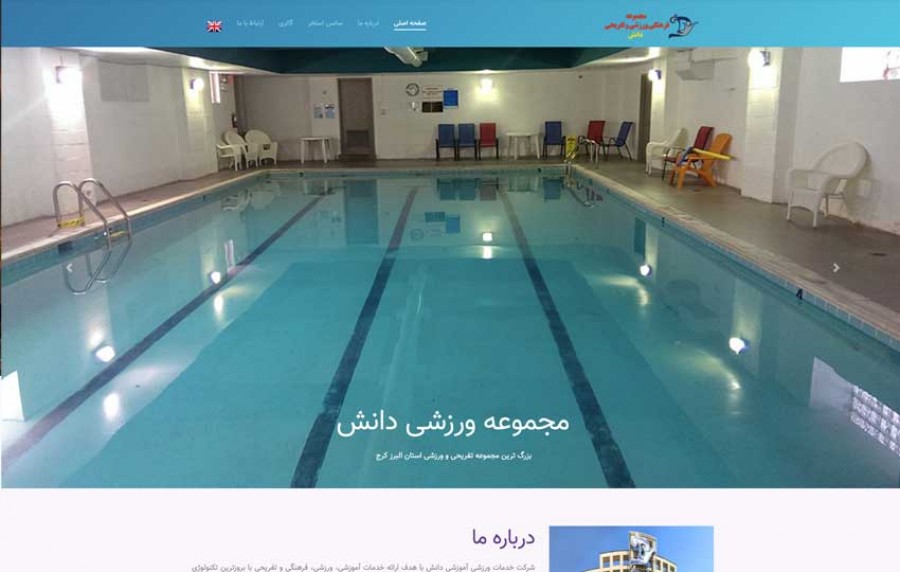 مجموعه
فرهنگی ورزشی و تفریحی
دانش
صفحه اصلی
درباره ما
سانس استخر
گالری
ارتباط با ما
مجموعه ورزشی دانش
بزرگ ترین مجموعه تفریحی و ورزشی استان البرز کرج
درباره ما
شرکت خدمات ورزشی آموزشی دانش با هدف ارائه خدمات آموزشی، ورزشی، فرهنگی و تفریحی با بروزترین تکنولوژی